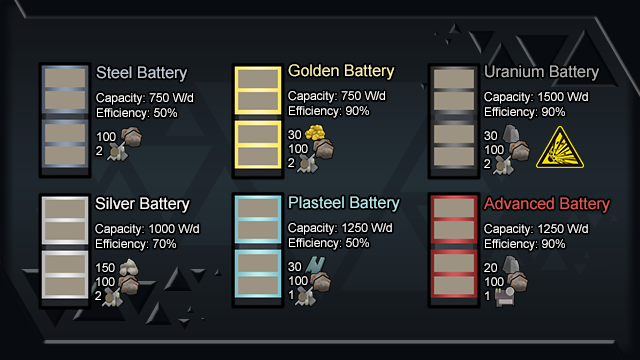 Steel Battery
Capacity: 750 W/d
Efficiency: 50%
100
2
Golden Battery
Capacity: 750 W/d
Efficiency: 90%
30
100
2
Uranium Battery
Capacity: 1500 W/d
Efficiency: 90%
30
100
2
Silver Battery
Capacity: 1000 W/d
Efficiency: 70%
150
100
2
Plasteel Battery
Capacity: 1250 W/d
Efficiency: 50%
30
100
1
Advanced Battery
Capacity: 1250 W/d
Efficiency: 90%
20
100
1